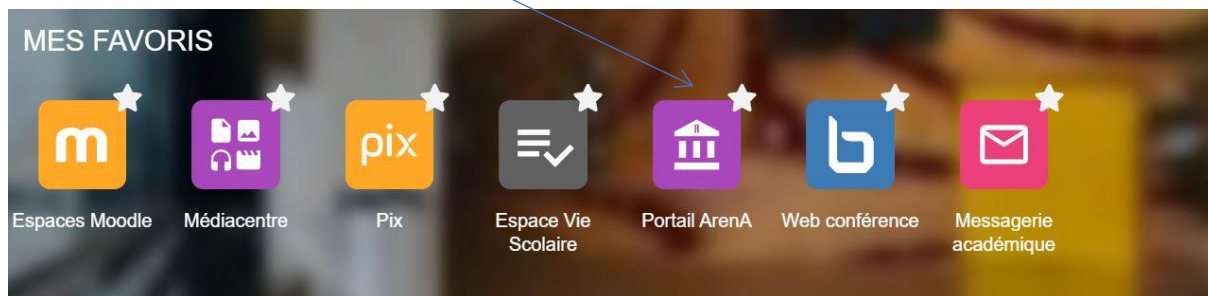 MES FAVORIS
m
pix
A
b
Espaces Moodle
Médiacentre
Pix
Espace Vie
Scolaire
Portail ArenA
Web conférence
Messagerie
académique